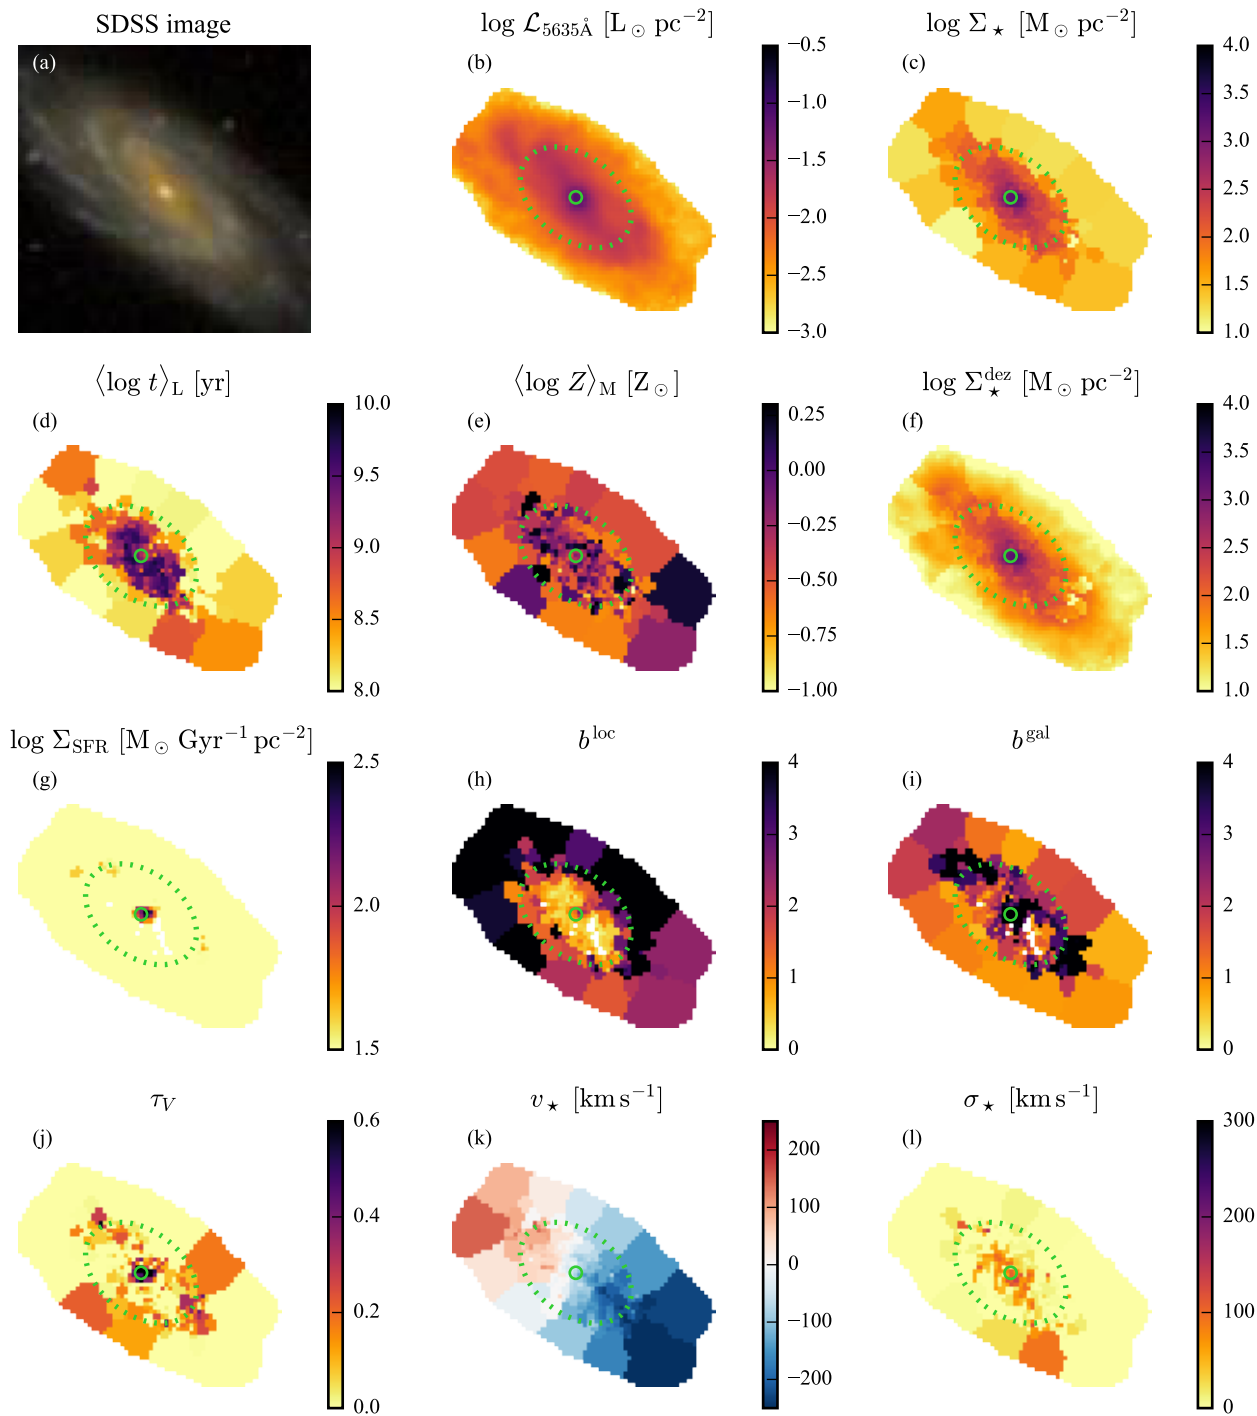 SDSS image
(a)
log ℒ₅₆₃₅Å [L⊙ pc⁻²]
(b)
−0.5
−1.0
−1.5
−2.0
−2.5
−3.0
log Σ⋆ [M⊙ pc⁻²]
(c)
4.0
3.5
3.0
2.5
2.0
1.5
1.0
⟨log t⟩L [yr]
(d)
10.0
9.5
9.0
8.5
8.0
⟨log Z⟩M [Z⊙]
(e)
0.25
0.00
−0.25
−0.50
−0.75
−1.00
log Σ⋆ᵈᵉᶻ [M⊙ pc⁻²]
(f)
4.0
3.5
3.0
2.5
2.0
1.5
1.0
log ΣSFR [M⊙ Gyr⁻¹ pc⁻²]
(g)
2.5
2.0
1.5
bˡᵒᶜ
(h)
4
3
2
1
0
bᵍᵃˡ
(i)
4
3
2
1
0
τV
(j)
0.6
0.4
0.2
0.0
v⋆ [km s⁻¹]
(k)
200
100
0
−100
−200
σ⋆ [km s⁻¹]
(l)
300
200
100
0